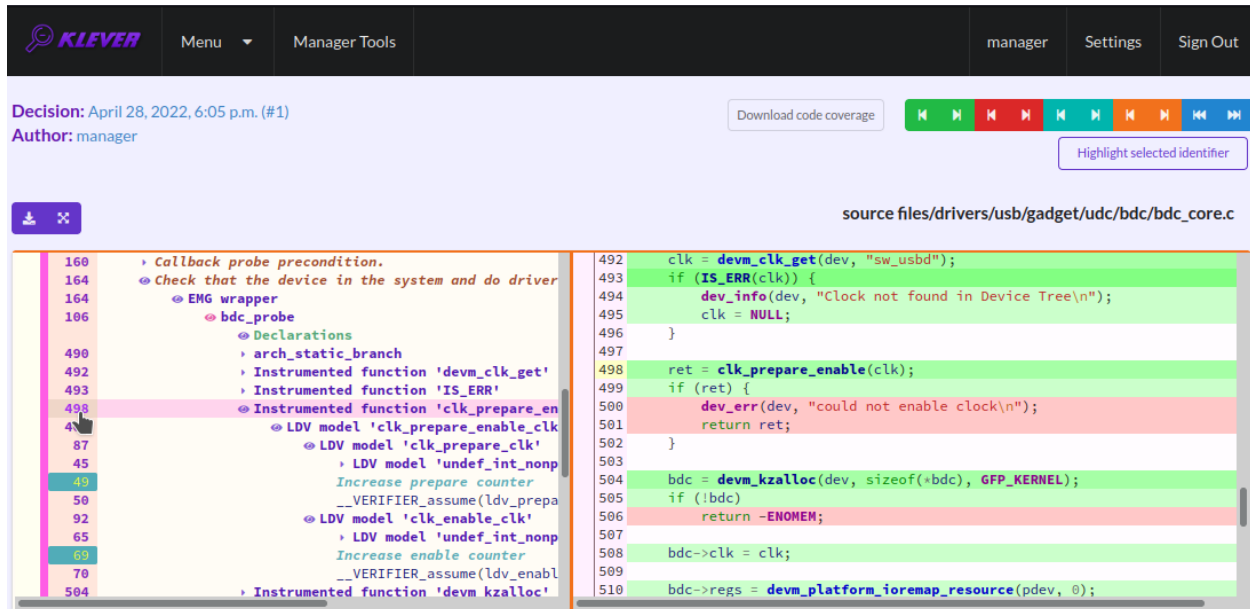 KLEVER Menu Manager Tools manager Settings Sign Out
Decision: April 28, 2022, 6:05 p.m. (#1)
Download code coverage
Author: manager
Highlight selected identifier
source files/drivers/usb/gadget/udc/bdc/bdc_core.c
160 Callback probe precondition.
164 Check that the device in the system and do driver
164 EMG wrapper
106 bdc_probe
Declarations
490 arch_static_branch
492 Instrumented function 'devm_clk_get'
493 Instrumented function 'IS_ERR'
498 Instrumented function 'clk_prepare_en
LDV model 'clk_prepare_enable_clk
87 LDV model 'clk_prepare_clk'
45 LDV model 'undef_int_nonp
49 Increase prepare counter
50 __VERIFIER_assume(ldv_prepa
92 LDV model 'clk_enable_clk'
65 LDV model 'undef_int_nonp
69 Increase enable counter
70 __VERIFIER_assume(ldv_enabl
504 Instrumented function 'devm_kzalloc'
492 clk = devm_clk_get(dev, "sw_usbd");
493 if (IS_ERR(clk)) {
494 dev_info(dev, "Clock not found in Device Tree\n");
495 clk = NULL;
496 }
497
498 ret = clk_prepare_enable(clk);
499 if (ret) {
500 dev_err(dev, "could not enable clock\n");
501 return ret;
502 }
503
504 bdc = devm_kzalloc(dev, sizeof(*bdc), GFP_KERNEL);
505 if (!bdc)
506 return -ENOMEM;
507
508 bdc->clk = clk;
509
510 bdc->regs = devm_platform_ioremap_resource(pdev, 0);